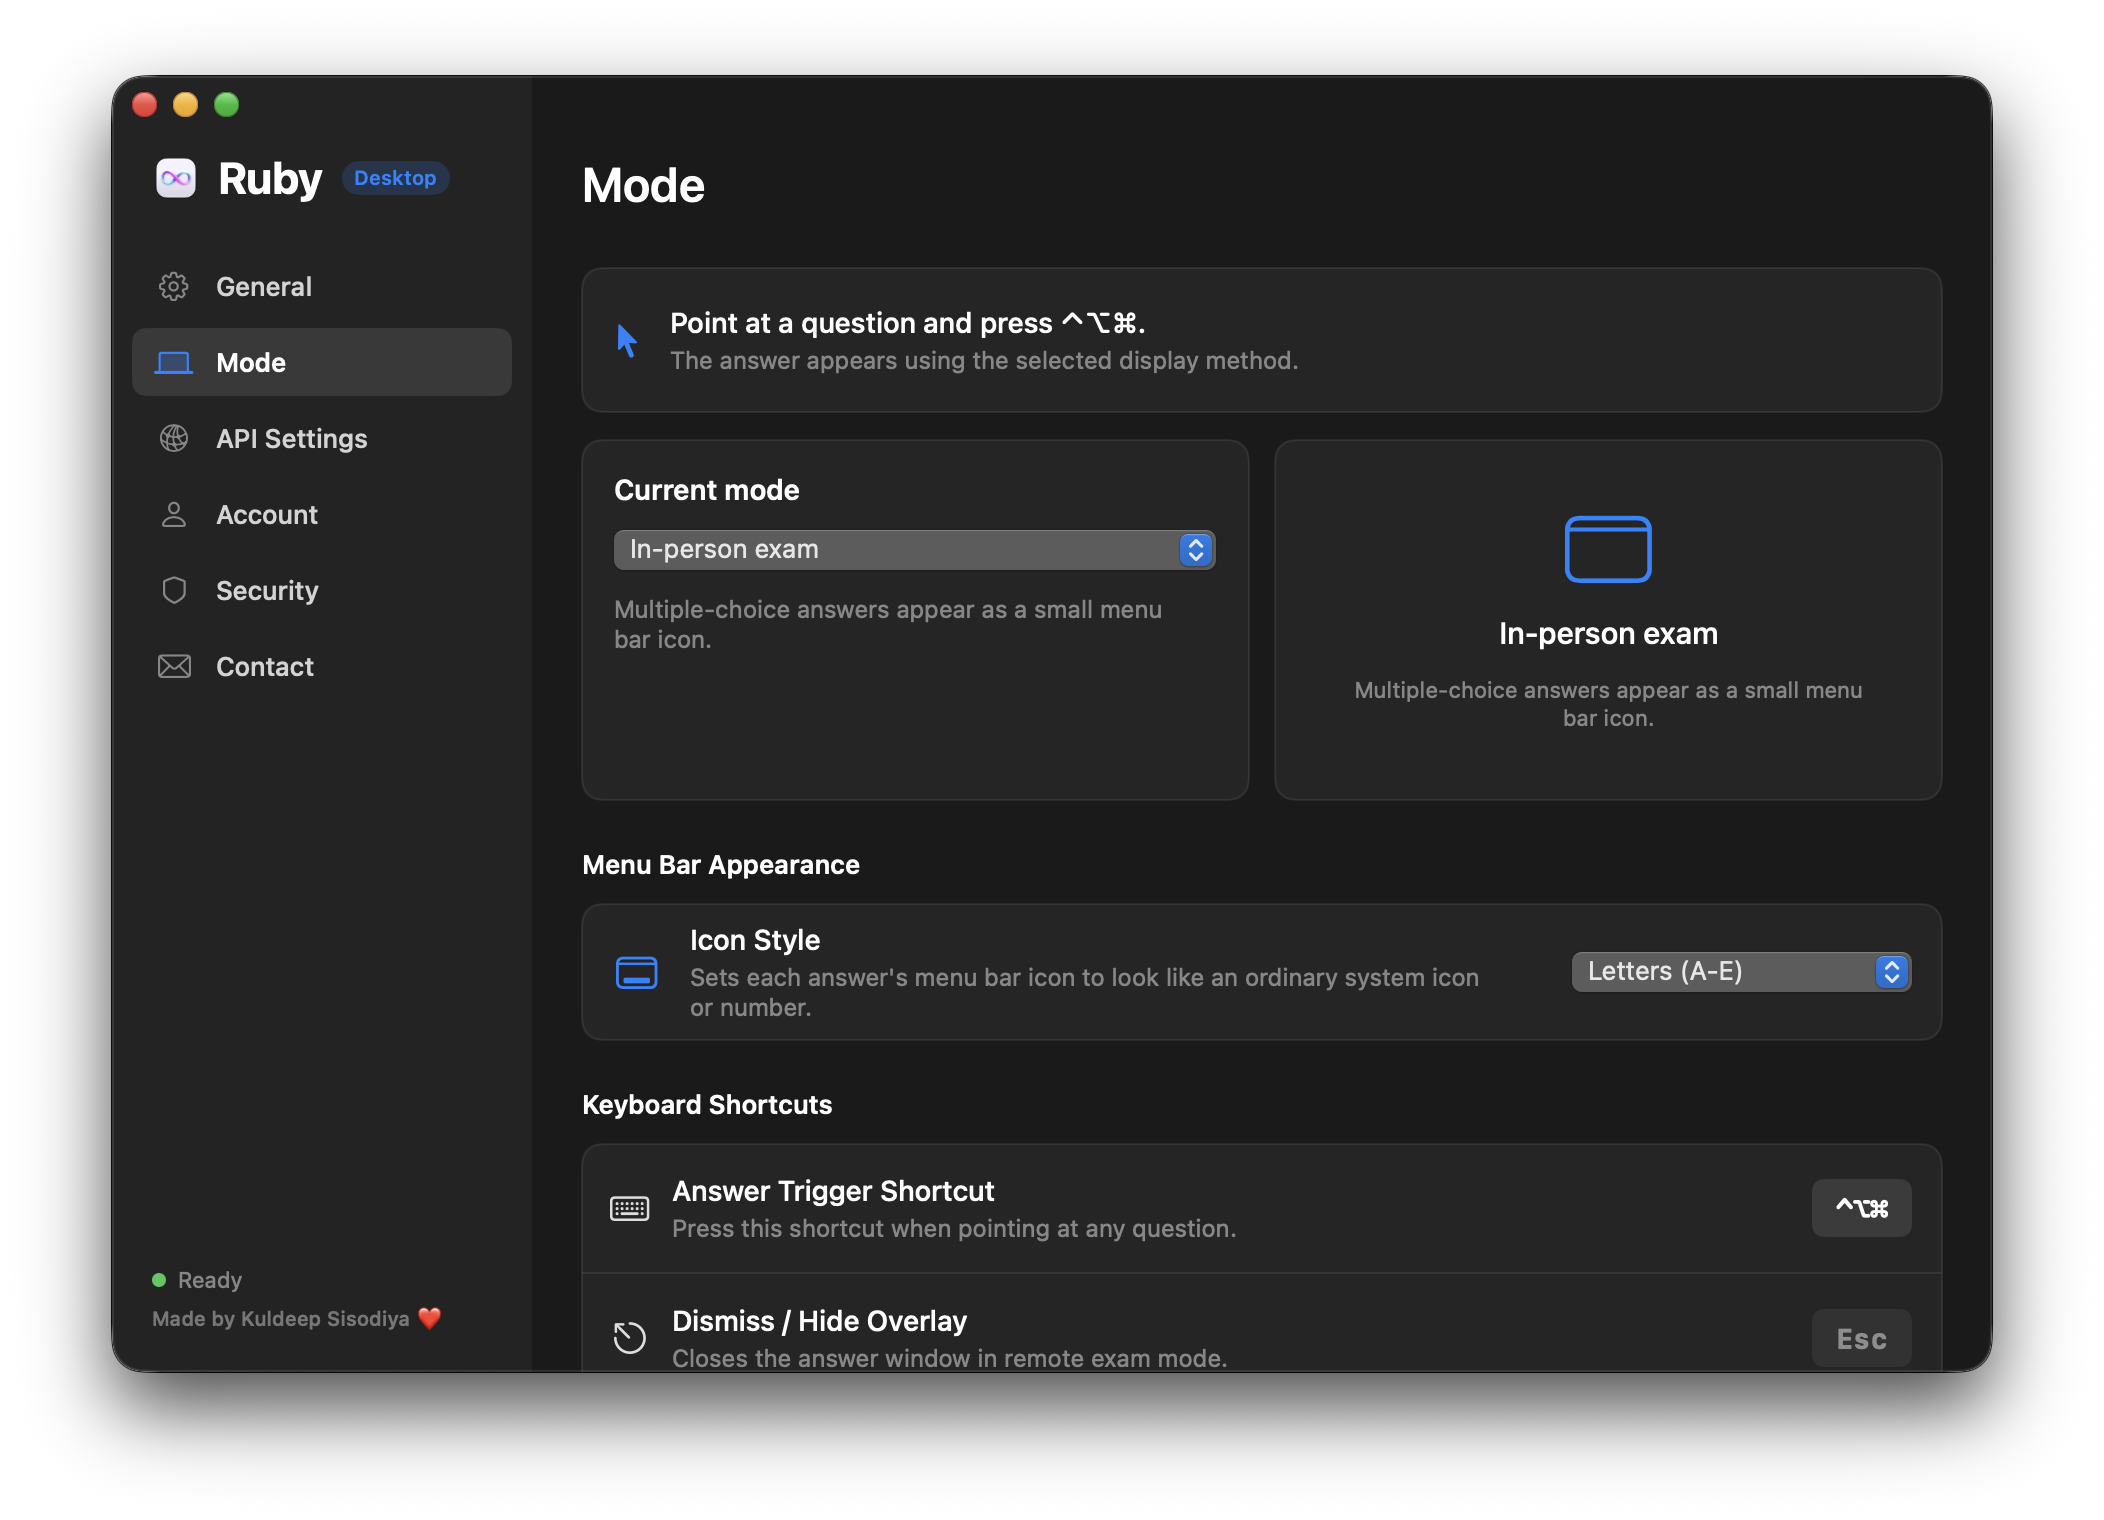 Ruby Desktop
General
Mode
API Settings
Account
Security
Contact
Ready
Made by Kuldeep Sisodiya ❤️
Mode
Point at a question and press ⌃⌥⌘.
The answer appears using the selected display method.
Current mode
In-person exam
Multiple-choice answers appear as a small menu
bar icon.
In-person exam
Multiple-choice answers appear as a small menu
bar icon.
Menu Bar Appearance
Icon Style
Sets each answer's menu bar icon to look like an ordinary system icon
or number.
Letters (A-E)
Keyboard Shortcuts
Answer Trigger Shortcut
Press this shortcut when pointing at any question.
⌃⌥⌘
Dismiss / Hide Overlay
Closes the answer window in remote exam mode.
Esc